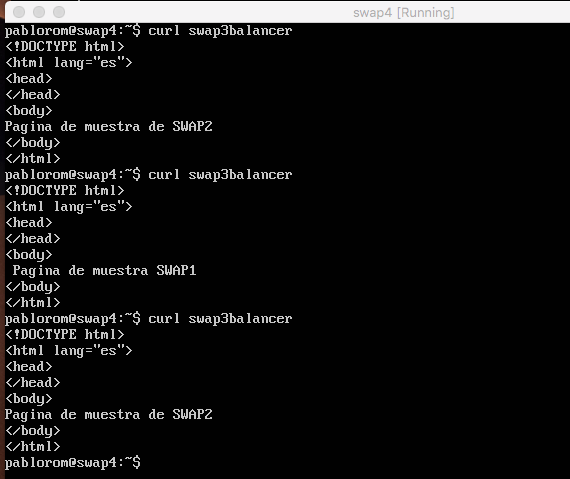 swap4 [Running]
pablorom@swap4:~$ curl swap3balancer
<!DOCTYPE html>
<html lang="es">
<head>
</head>
<body>
Pagina de muestra de SWAP2
</body>
</html>
pablorom@swap4:~$ curl swap3balancer
<!DOCTYPE html>
<html lang="es">
<head>
</head>
<body>
 Pagina de muestra SWAP1
</body>
</html>
pablorom@swap4:~$ curl swap3balancer
<!DOCTYPE html>
<html lang="es">
<head>
</head>
<body>
Pagina de muestra de SWAP2
</body>
</html>
pablorom@swap4:~$